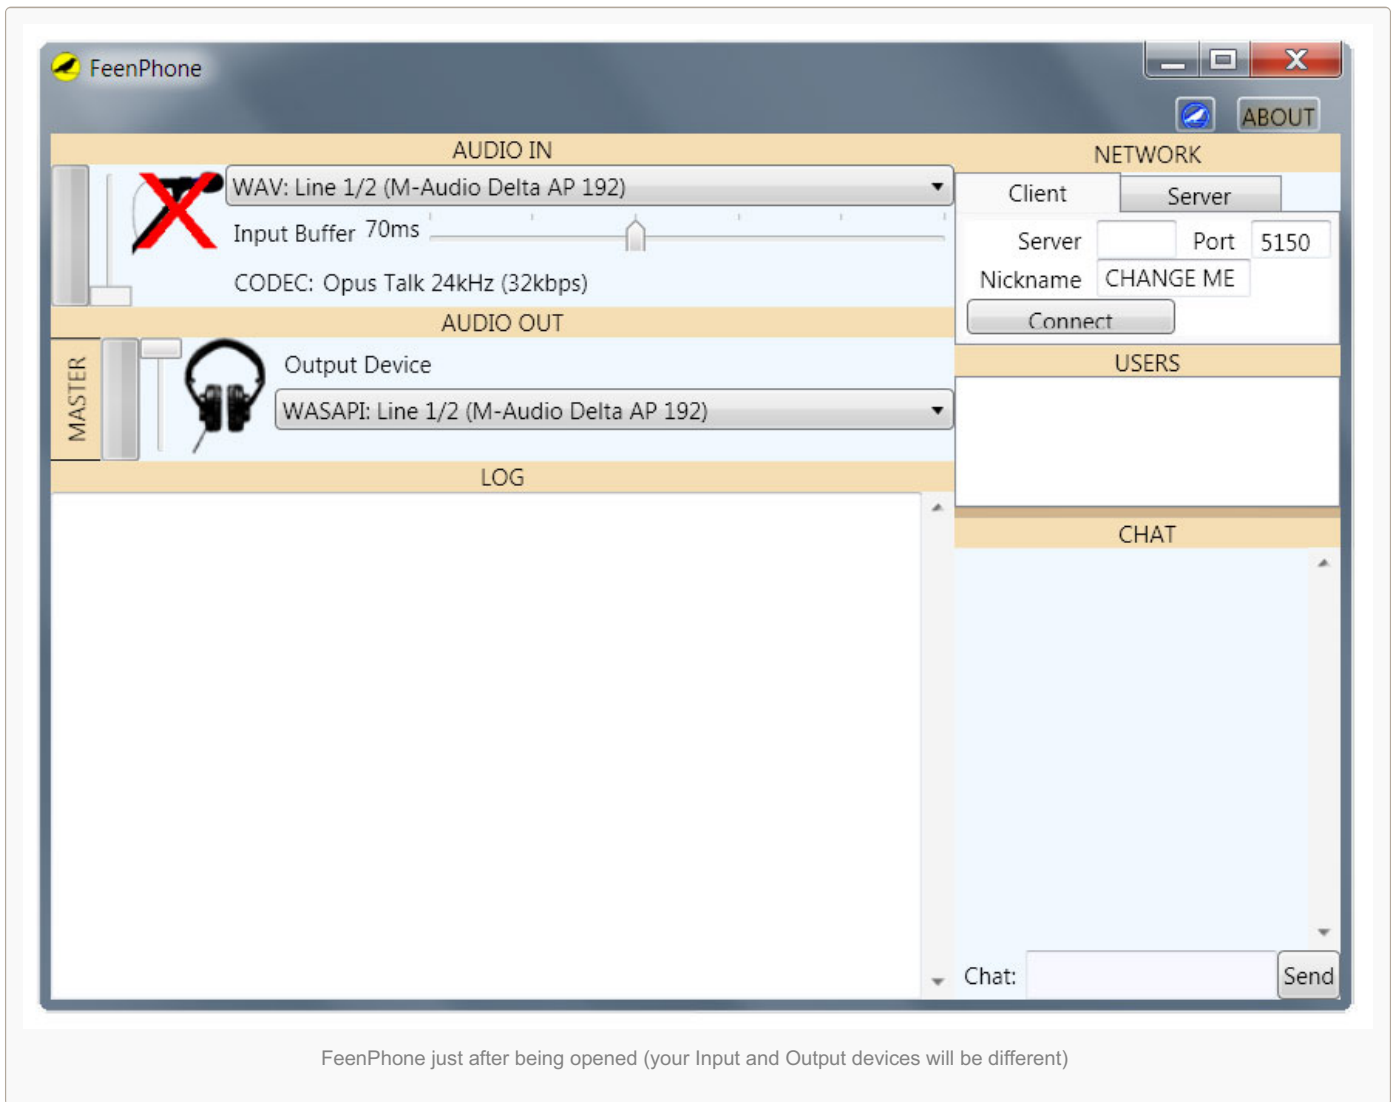 FeenPhone
ABOUT
AUDIO IN
WAV: Line 1/2 (M-Audio Delta AP 192)
Input Buffer 70ms
CODEC: Opus Talk 24kHz (32kbps)
AUDIO OUT
MASTER
Output Device
WASAPI: Line 1/2 (M-Audio Delta AP 192)
LOG
NETWORK
Client Server
Server Port 5150
Nickname CHANGE ME
Connect
USERS
CHAT
Chat: Send
FeenPhone just after being opened (your Input and Output devices will be different)